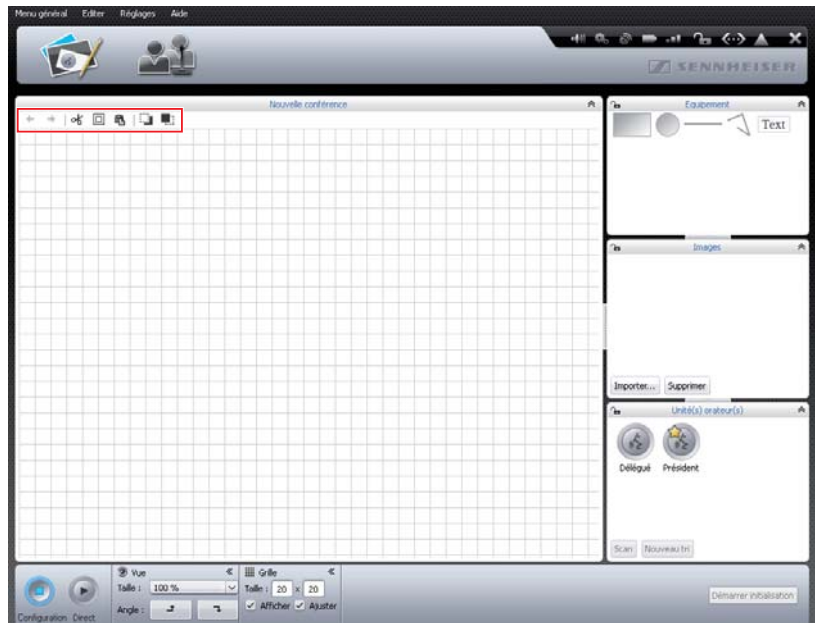 Menu général Editer Réglages Aide
SENNHEISER
Nouvelle conférence
Equipement
Text
Images
Importer... Supprimer
Unité(s) orateur(s)
Délégué Président
Scan Nouveau tri
Vue
Taille : 100 %
Angle :
Grille
Taille : 20 x 20
Afficher Ajuster
Configuration Direct
Démarrer initialisation